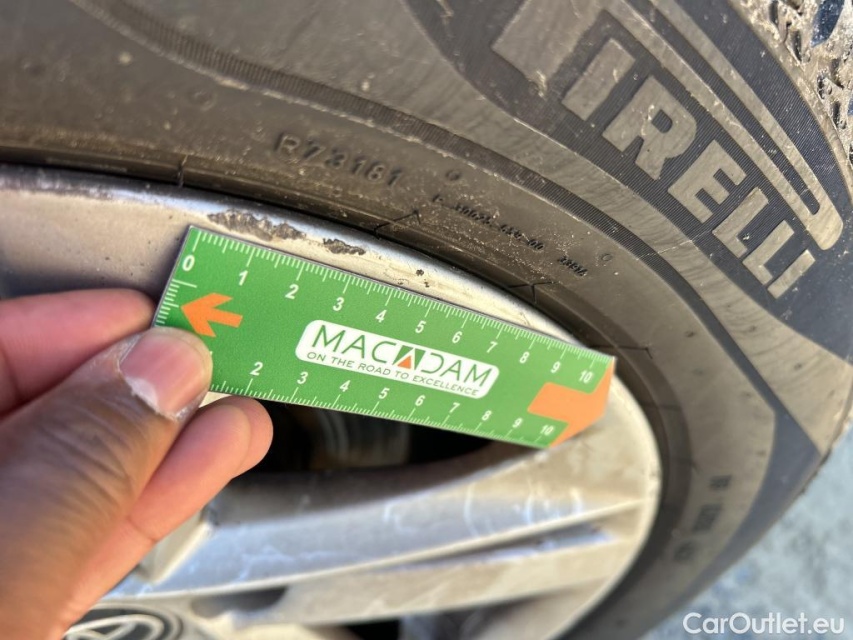 PIRELLI
R73181
0 1 2 3 4 5 6 7 8 9 10
MACADAM
ON THE ROAD TO EXCELLENCE
2 3 4 5 6 7 8 9 10
CarOutlet.eu